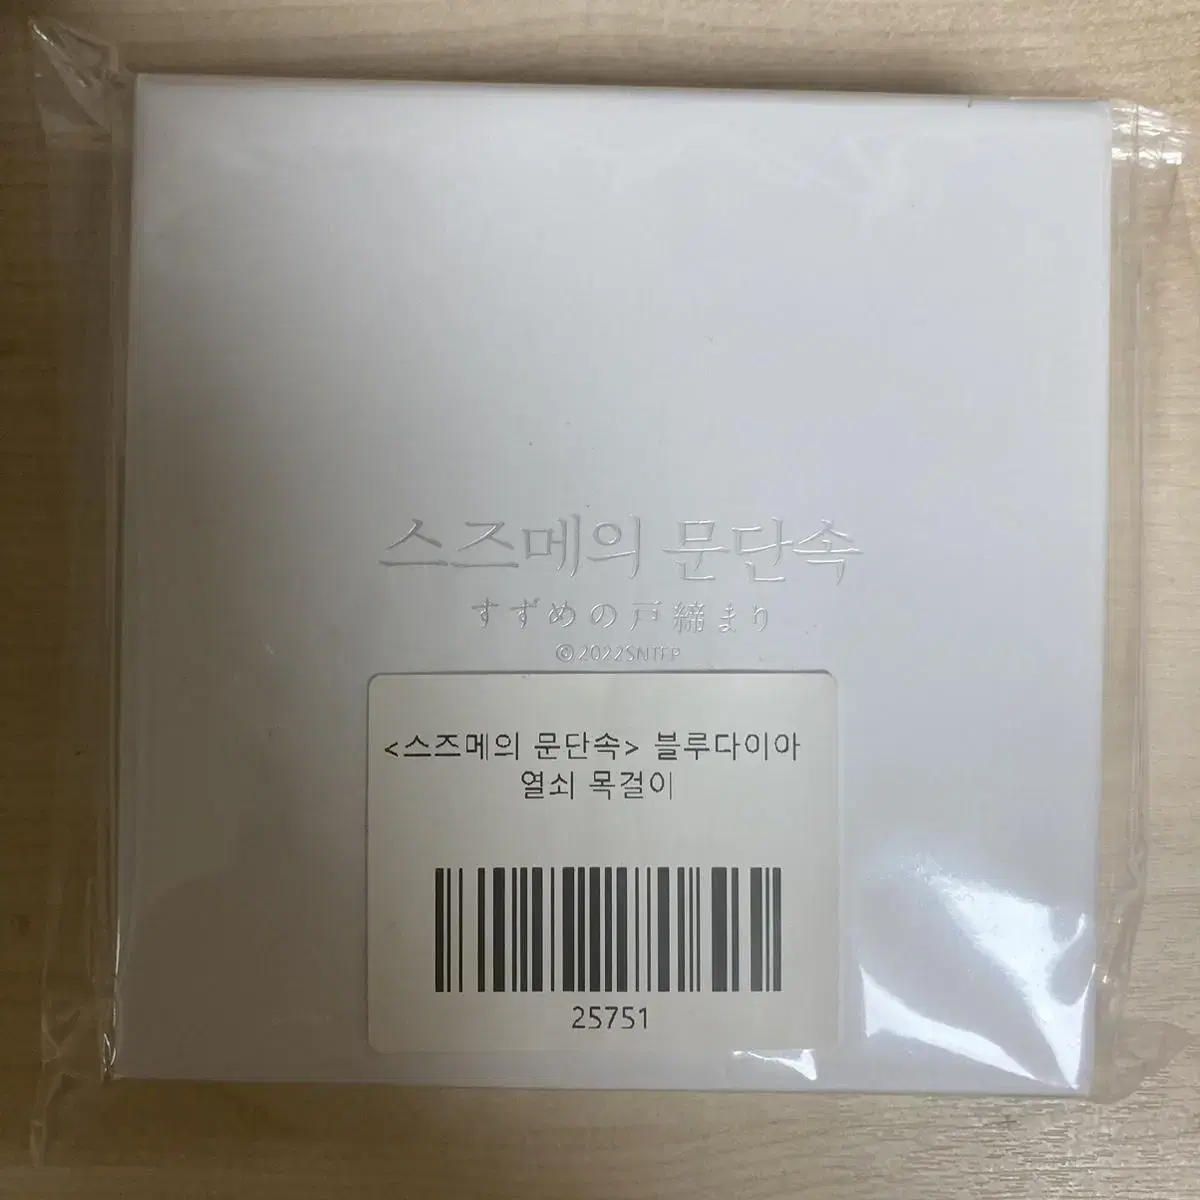 스즈메의 문단속
すずめの戸締まり
©2022SNTFP
<스즈메의 문단속> 블루다이아
열쇠 목걸이
25751